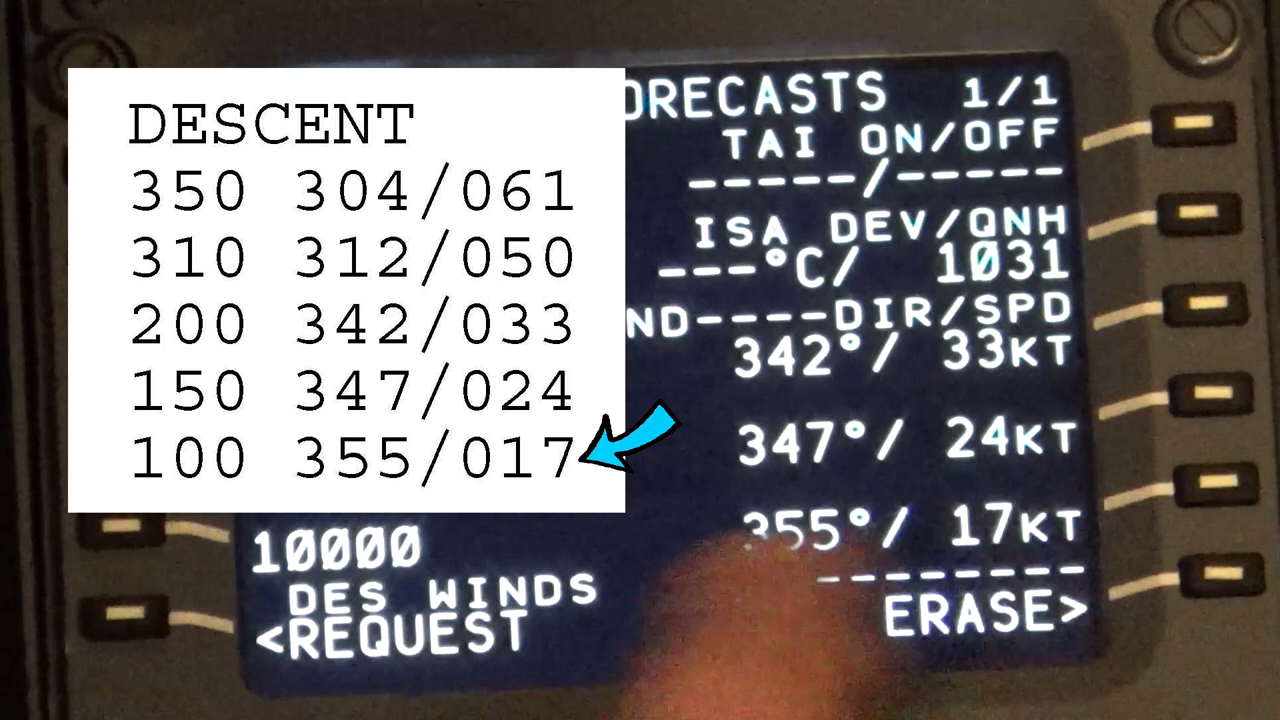 DESCENT
350 304/061
310 312/050
200 342/033
150 347/024
100 355/017
ORECASTS 1/1
TAI ON/OFF
-----/-----
ISA DEV/QNH
---°C/ 1031
ND----DIR/SPD
342°/ 33KT
347°/ 24KT
10000 355°/ 17KT
DES WINDS --------
<REQUEST ERASE>